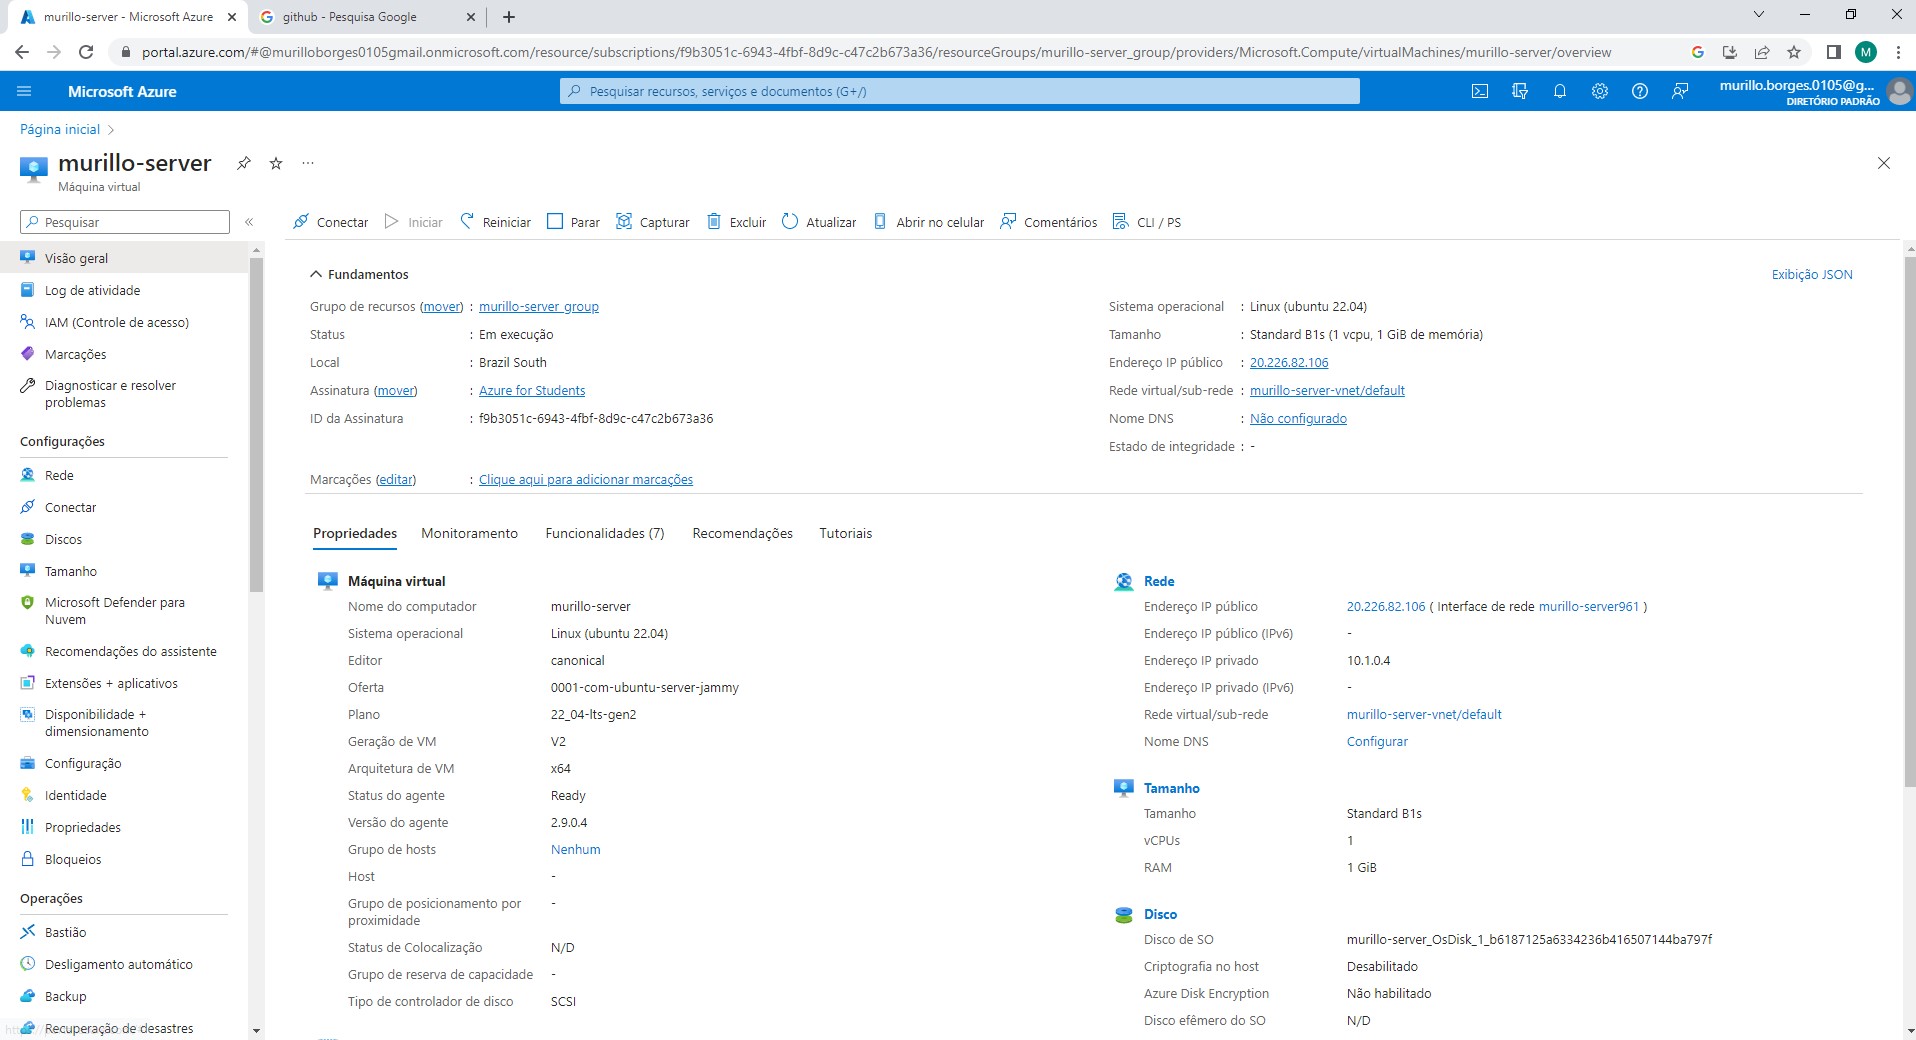 murillo-server - Microsoft Azure
github - Pesquisa Google
portal.azure.com/#@murilloborges0105gmail.onmicrosoft.com/resource/subscriptions/f9b3051c-6943-4fbf-8d9c-c47c2b673a36/resourceGroups/murillo-server_group/providers/Microsoft.Compute/virtualMachines/murillo-server/overview
M
Microsoft Azure
Pesquisar recursos, serviços e documentos (G+/)
murillo.borges.0105@g...
DIRETÓRIO PADRÃO
Página inicial
murillo-server
Máquina virtual
Pesquisar
Conectar Iniciar Reiniciar Parar Capturar Excluir Atualizar Abrir no celular Comentários CLI / PS
Visão geral
Log de atividade
IAM (Controle de acesso)
Marcações
Diagnosticar e resolver
problemas
Configurações
Rede
Conectar
Discos
Tamanho
Microsoft Defender para
Nuvem
Recomendações do assistente
Extensões + aplicativos
Disponibilidade +
dimensionamento
Configuração
Identidade
Propriedades
Bloqueios
Operações
Bastião
Desligamento automático
Backup
Recuperação de desastres
Fundamentos
Exibição JSON
Grupo de recursos (mover) : murillo-server_group
Status : Em execução
Local : Brazil South
Assinatura (mover) : Azure for Students
ID da Assinatura : f9b3051c-6943-4fbf-8d9c-c47c2b673a36
Sistema operacional : Linux (ubuntu 22.04)
Tamanho : Standard B1s (1 vcpu, 1 GiB de memória)
Endereço IP público : 20.226.82.106
Rede virtual/sub-rede : murillo-server-vnet/default
Nome DNS : Não configurado
Estado de integridade : -
Marcações (editar) : Clique aqui para adicionar marcações
Propriedades Monitoramento Funcionalidades (7) Recomendações Tutoriais
Máquina virtual
Nome do computador murillo-server
Sistema operacional Linux (ubuntu 22.04)
Editor canonical
Oferta 0001-com-ubuntu-server-jammy
Plano 22_04-lts-gen2
Geração de VM V2
Arquitetura de VM x64
Status do agente Ready
Versão do agente 2.9.0.4
Grupo de hosts Nenhum
Host -
Grupo de posicionamento por
proximidade -
Status de Colocalização N/D
Grupo de reserva de capacidade -
Tipo de controlador de disco SCSI
Rede
Endereço IP público 20.226.82.106 ( Interface de rede murillo-server961 )
Endereço IP público (IPv6) -
Endereço IP privado 10.1.0.4
Endereço IP privado (IPv6) -
Rede virtual/sub-rede murillo-server-vnet/default
Nome DNS Configurar
Tamanho
Tamanho Standard B1s
vCPUs 1
RAM 1 GiB
Disco
Disco de SO murillo-server_OsDisk_1_b6187125a6334236b416507144ba797f
Criptografia no host Desabilitado
Azure Disk Encryption Não habilitado
Disco efêmero do SO N/D